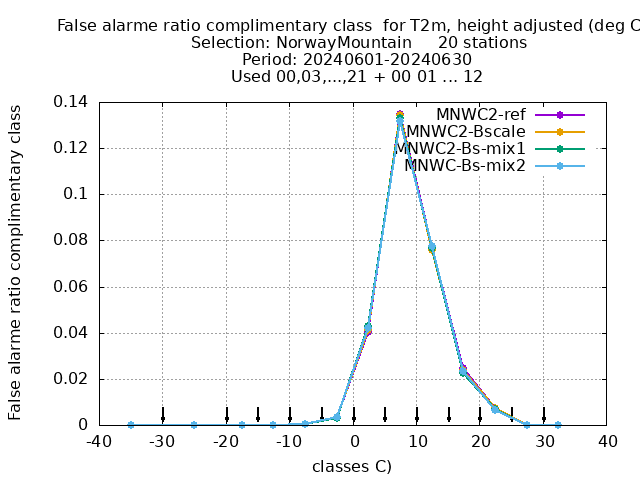 False alarme ratio complimentary class  for T2m, height adjusted (deg C
Selection: NorwayMountain     20 stations
Period: 20240601-20240630
Used 00,03,...,21 + 00 01 ... 12
MNWC2-ref
MNWC2-Bscale
MNWC2-Bs-mix1
MNWC-Bs-mix2
False alarme ratio complimentary class
0.14
0.12
0.1
0.08
0.06
0.04
0.02
0
-40 -30 -20 -10 0 10 20 30 40
classes C)